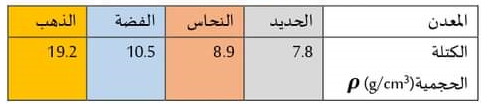 المعدن الحديد النحاس الفضة الذهب
الكتلة 7.8 8.9 10.5 19.2
الحجمية ρ (g/cm³)